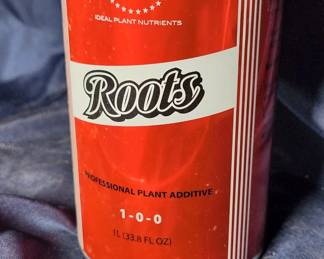 IDEAL PLANT NUTRIENTS
Roots
PROFESSIONAL PLANT ADDITIVE
1-0-0
1L (33.8 FL OZ)